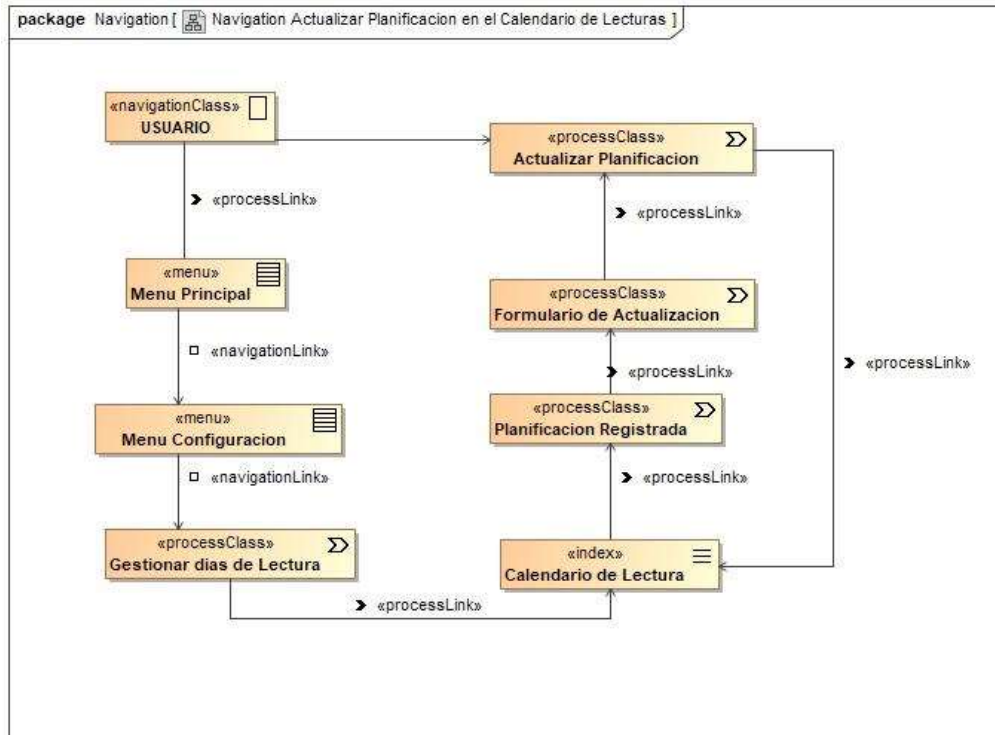 package Navigation [ Navigation Actualizar Planificacion en el Calendario de Lecturas ]
«navigationClass»
USUARIO
«processLink»
«menu»
Menu Principal
«navigationLink»
«menu»
Menu Configuracion
«navigationLink»
«processClass»
Gestionar dias de Lectura
«processLink»
«processClass»
Actualizar Planificacion
«processLink»
«processClass»
Formulario de Actualizacion
«processLink»
«processClass»
Planificacion Registrada
«processLink»
«index»
Calendario de Lectura
«processLink»